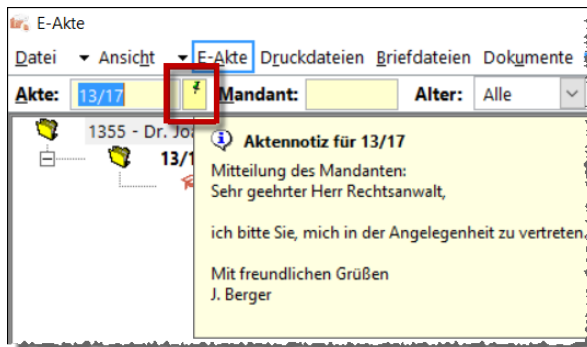 E-Akte
Datei Ansicht E-Akte Druckdateien Briefdateien Dokumente
Akte: 13/17 Mandant: Alter: Alle
1355 - Dr. Joa
13/1
Aktennotiz für 13/17
Mitteilung des Mandanten:
Sehr geehrter Herr Rechtsanwalt,
ich bitte Sie, mich in der Angelegenheit zu vertreten.
Mit freundlichen Grüßen
J. Berger